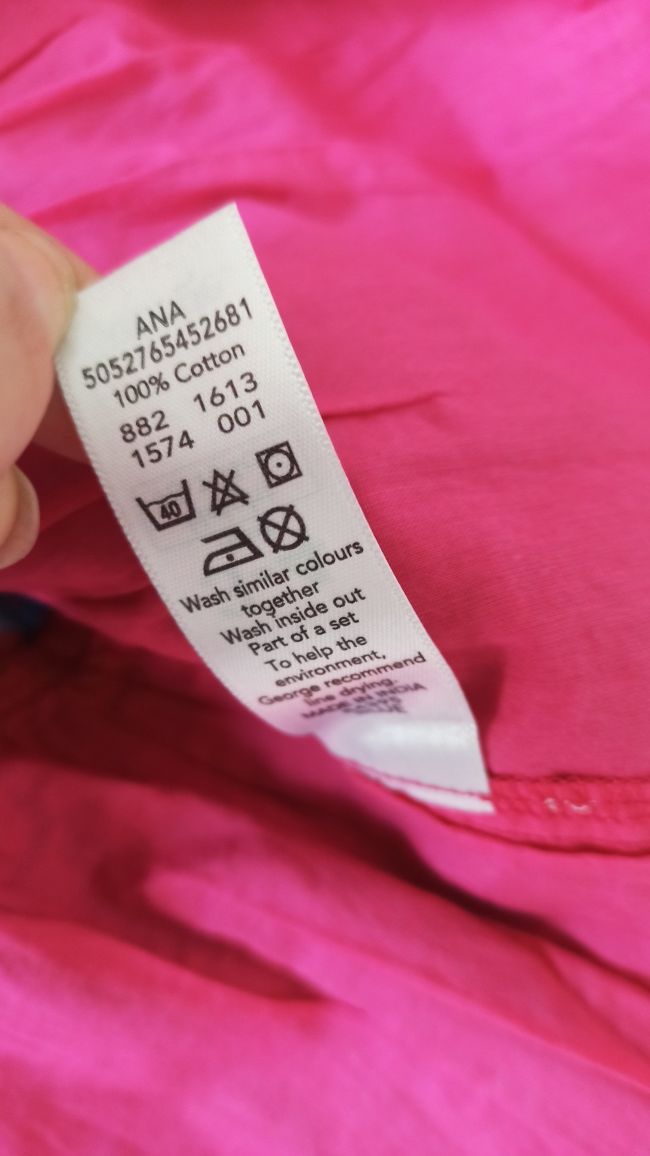 ANA
5052765452681
100% Cotton
882 1613
1574 001
40
Wash similar colours
together
Wash inside out
Part of a set
To help the
environment,
George recommend
line drying.
MADE IN INDIA